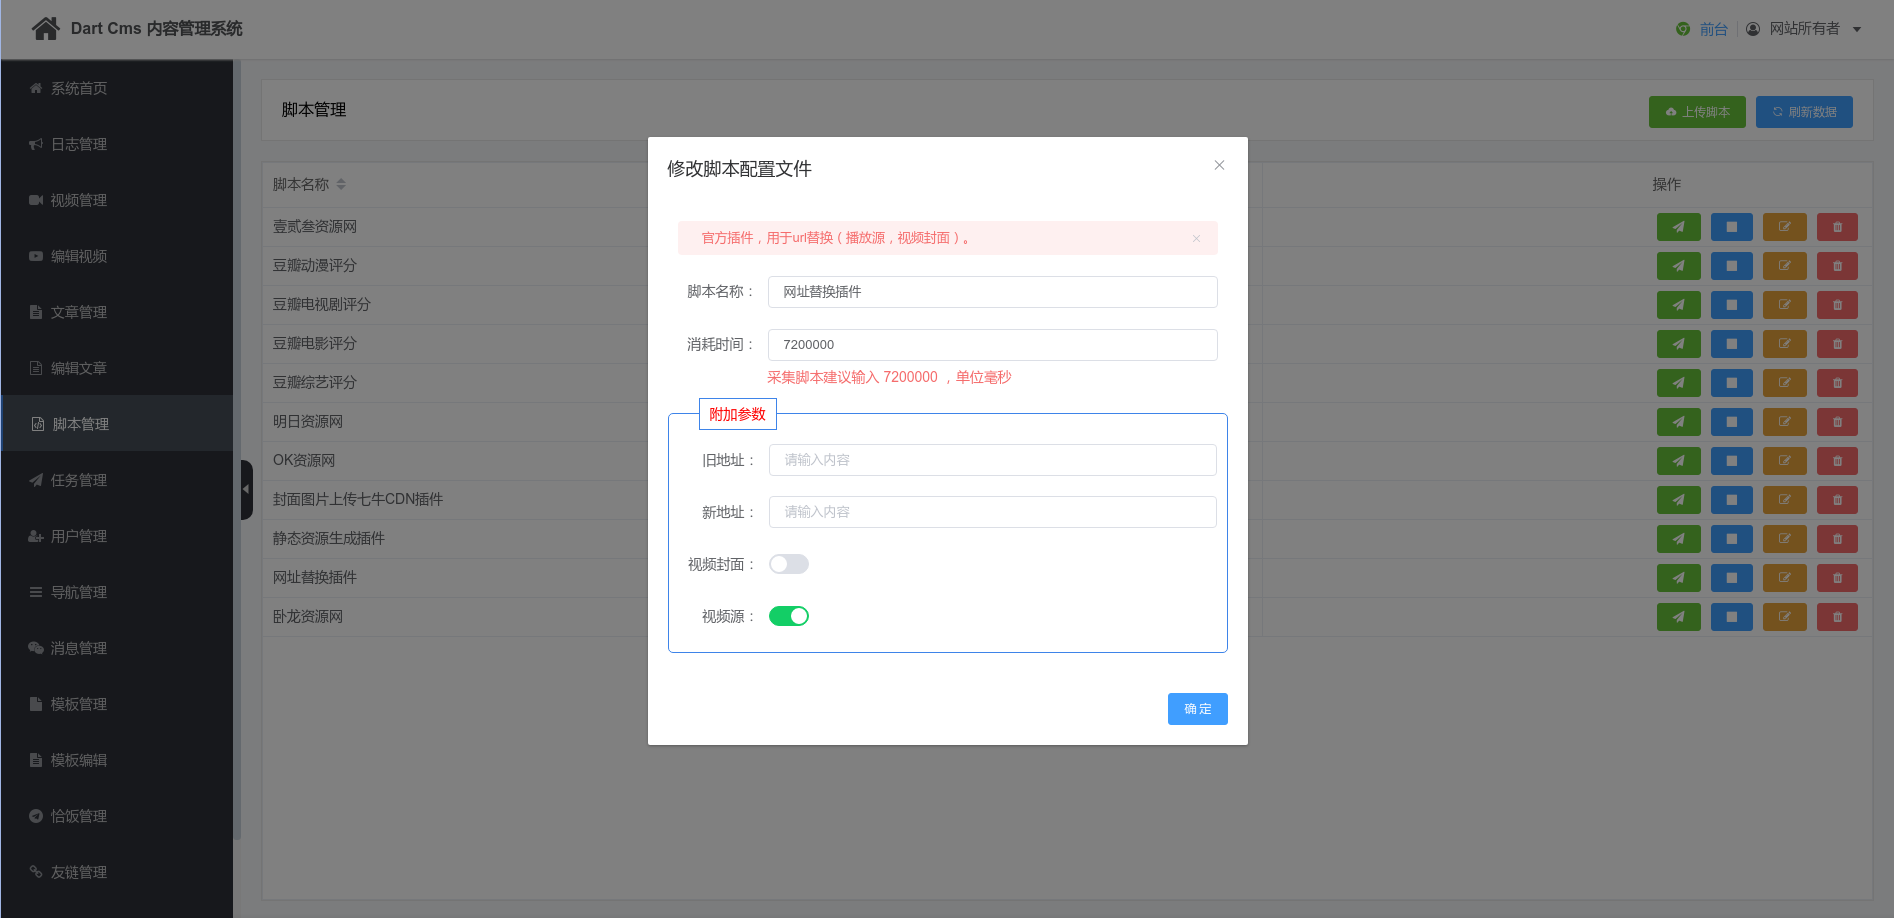 Dart Cms 内容管理系统
前台
网站所有者
系统首页
日志管理
视频管理
编辑视频
文章管理
编辑文章
脚本管理
任务管理
用户管理
导航管理
消息管理
模板管理
模板编辑
恰饭管理
友链管理
脚本管理
上传脚本
刷新数据
脚本名称
操作
壹贰叁资源网
豆瓣动漫评分
豆瓣电视剧评分
豆瓣电影评分
豆瓣综艺评分
明日资源网
OK资源网
封面图片上传七牛CDN插件
静态资源生成插件
网址替换插件
卧龙资源网
修改脚本配置文件
官方插件，用于url替换（播放源，视频封面）。
脚本名称：
网址替换插件
消耗时间：
7200000
采集脚本建议输入 7200000 ，单位毫秒
附加参数
旧地址：
请输入内容
新地址：
请输入内容
视频封面：
视频源：
确 定